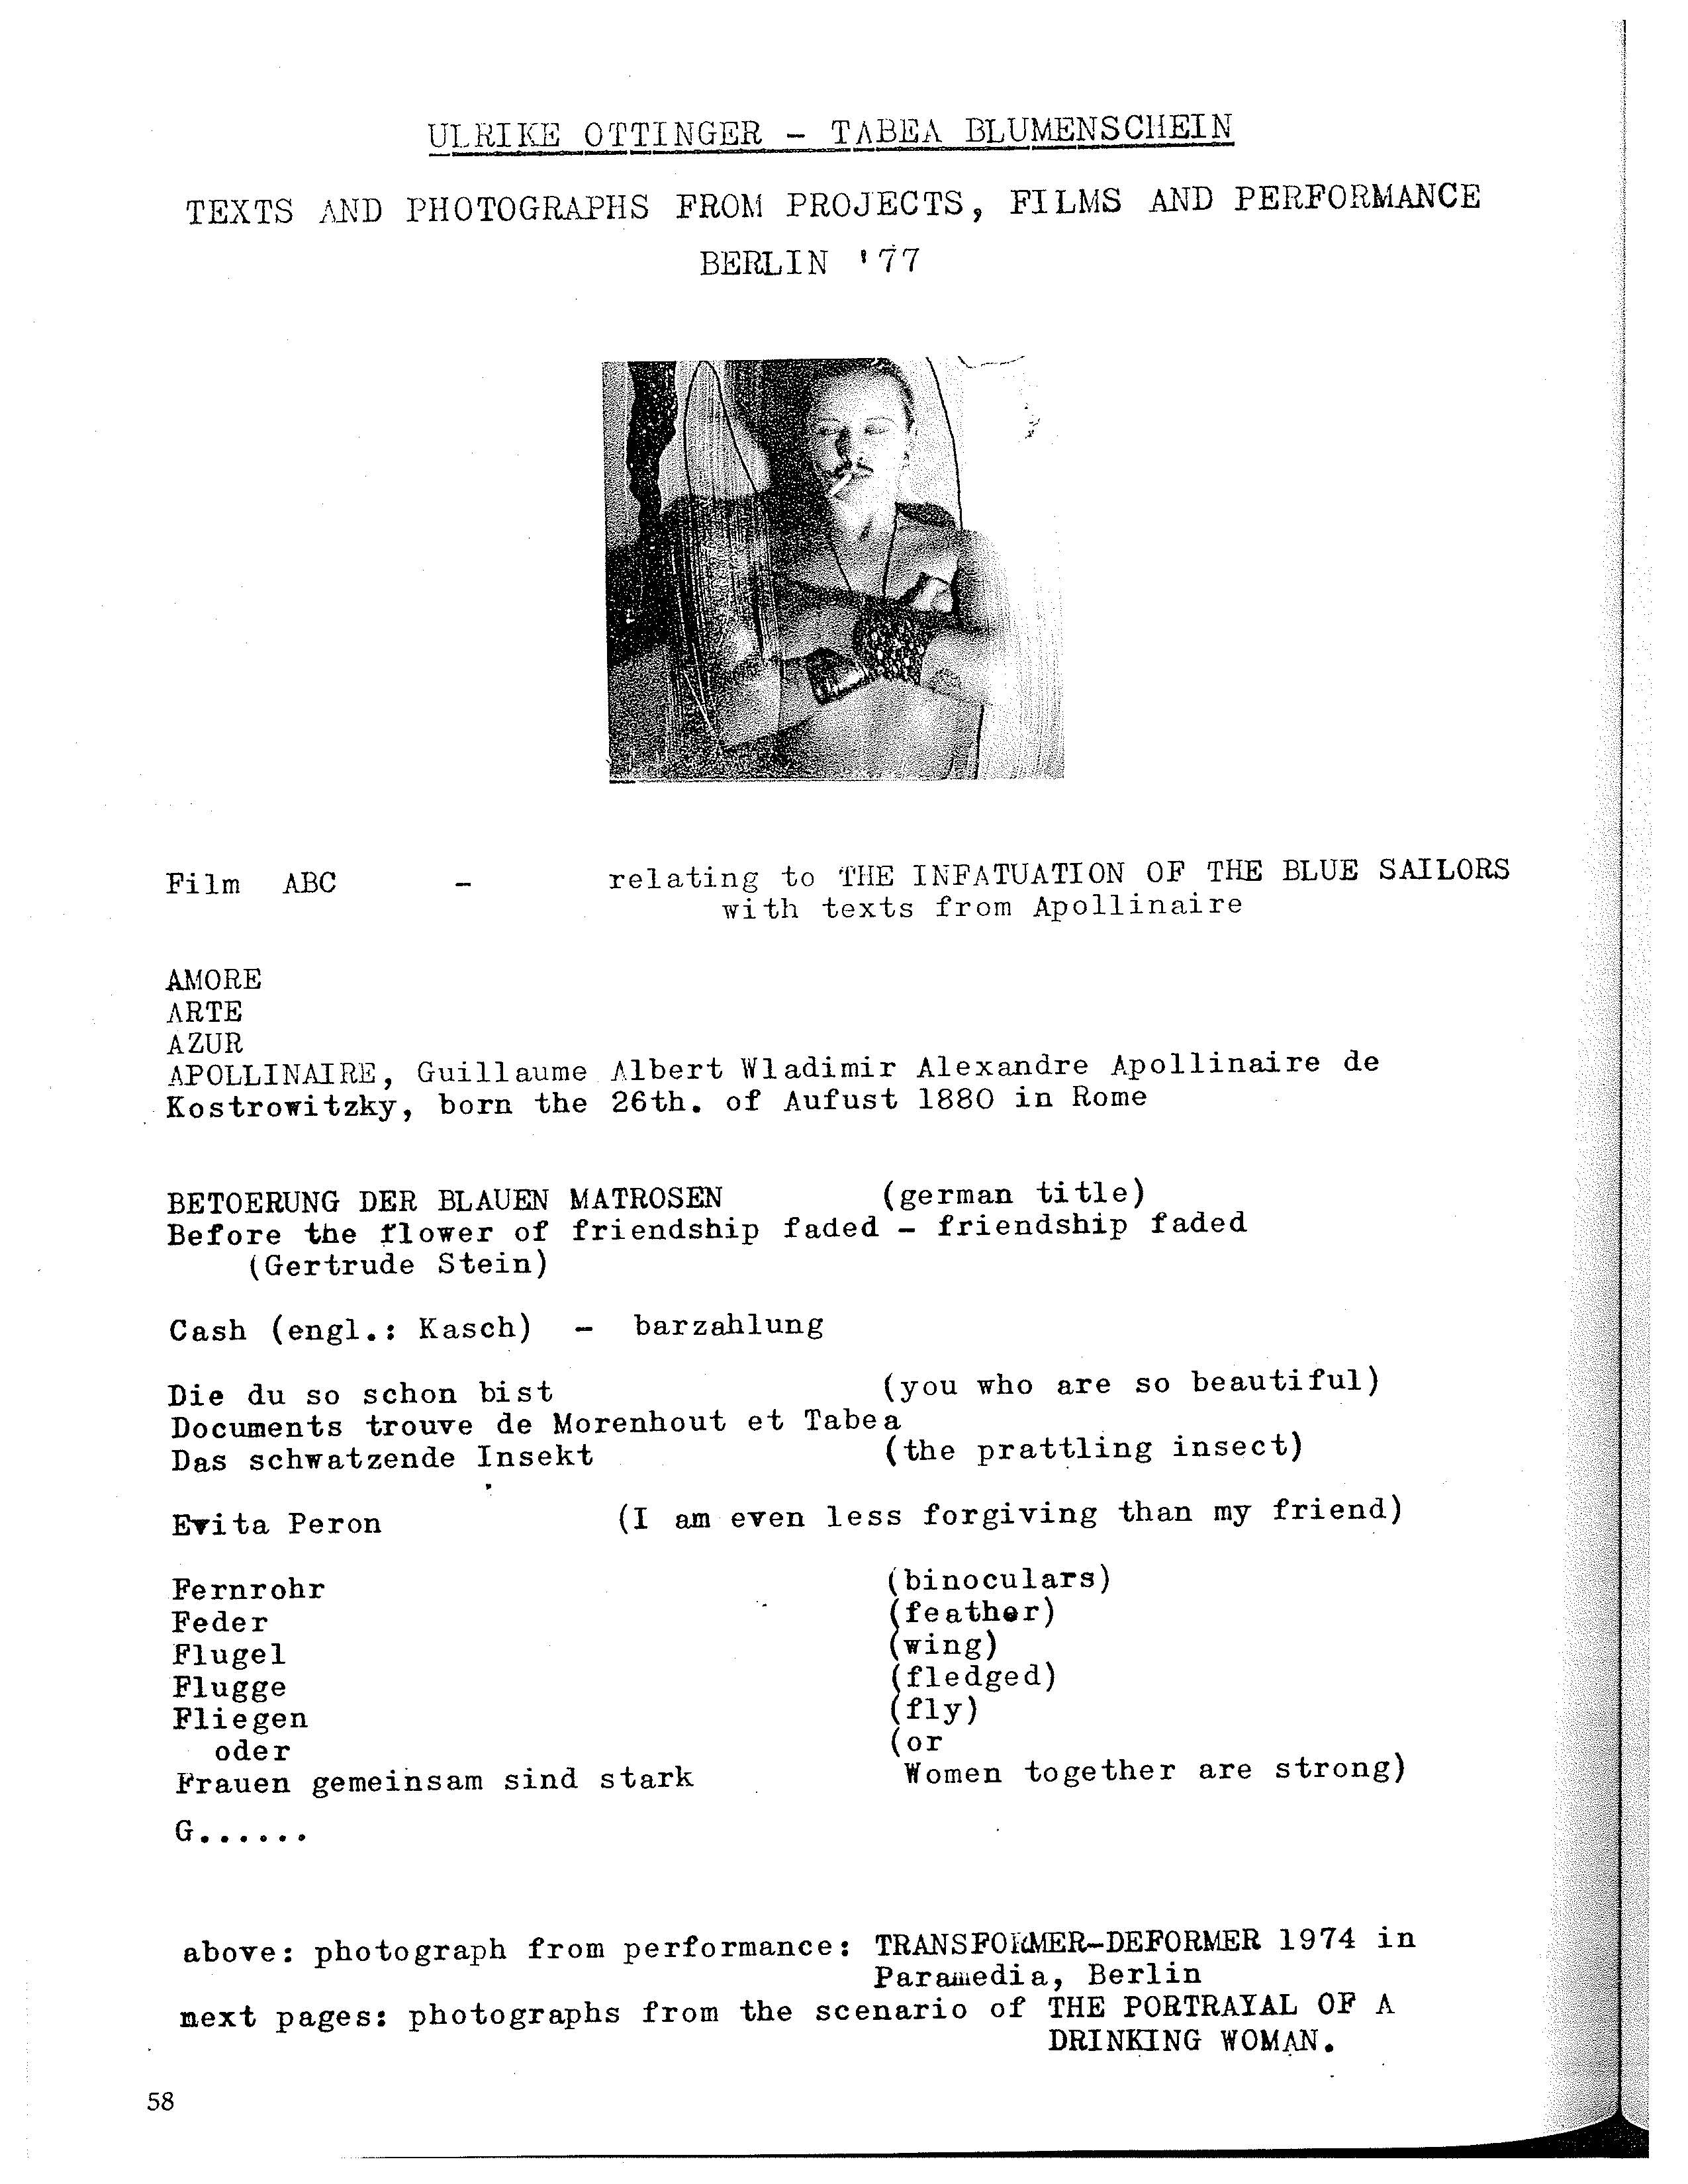 ULRIKE OTTINGER - TABEA BLUMENSCHEIN
TEXTS AND PHOTOGRAPHS FROM PROJECTS, FILMS AND PERFORMANCE
BERLIN '77
Film ABC - relating to THE INFATUATION OF THE BLUE SAILORS
with texts from Apollinaire
AMORE
ARTE
AZUR
APOLLINAIRE, Guillaume Albert Wladimir Alexandre Apollinaire de
Kostrowitzky, born the 26th. of Aufust 1880 in Rome
BETOERUNG DER BLAUEN MATROSEN (german title)
Before the flower of friendship faded - friendship faded
(Gertrude Stein)
Cash (engl.: Kasch) - barzahlung
Die du so schon bist (you who are so beautiful)
Documents trouve de Morenhout et Tabea
Das schwatzende Insekt (the prattling insect)
Evita Peron (I am even less forgiving than my friend)
Fernrohr (binoculars)
Feder (feather)
Flugel (wing)
Flugge (fledged)
Fliegen (fly)
oder (or
Frauen gemeinsam sind stark Women together are strong)
G......
above: photograph from performance: TRANSFORMER-DEFORMER 1974 in
Paramedia, Berlin
next pages: photographs from the scenario of THE PORTRAYAL OF A
DRINKING WOMAN.
58